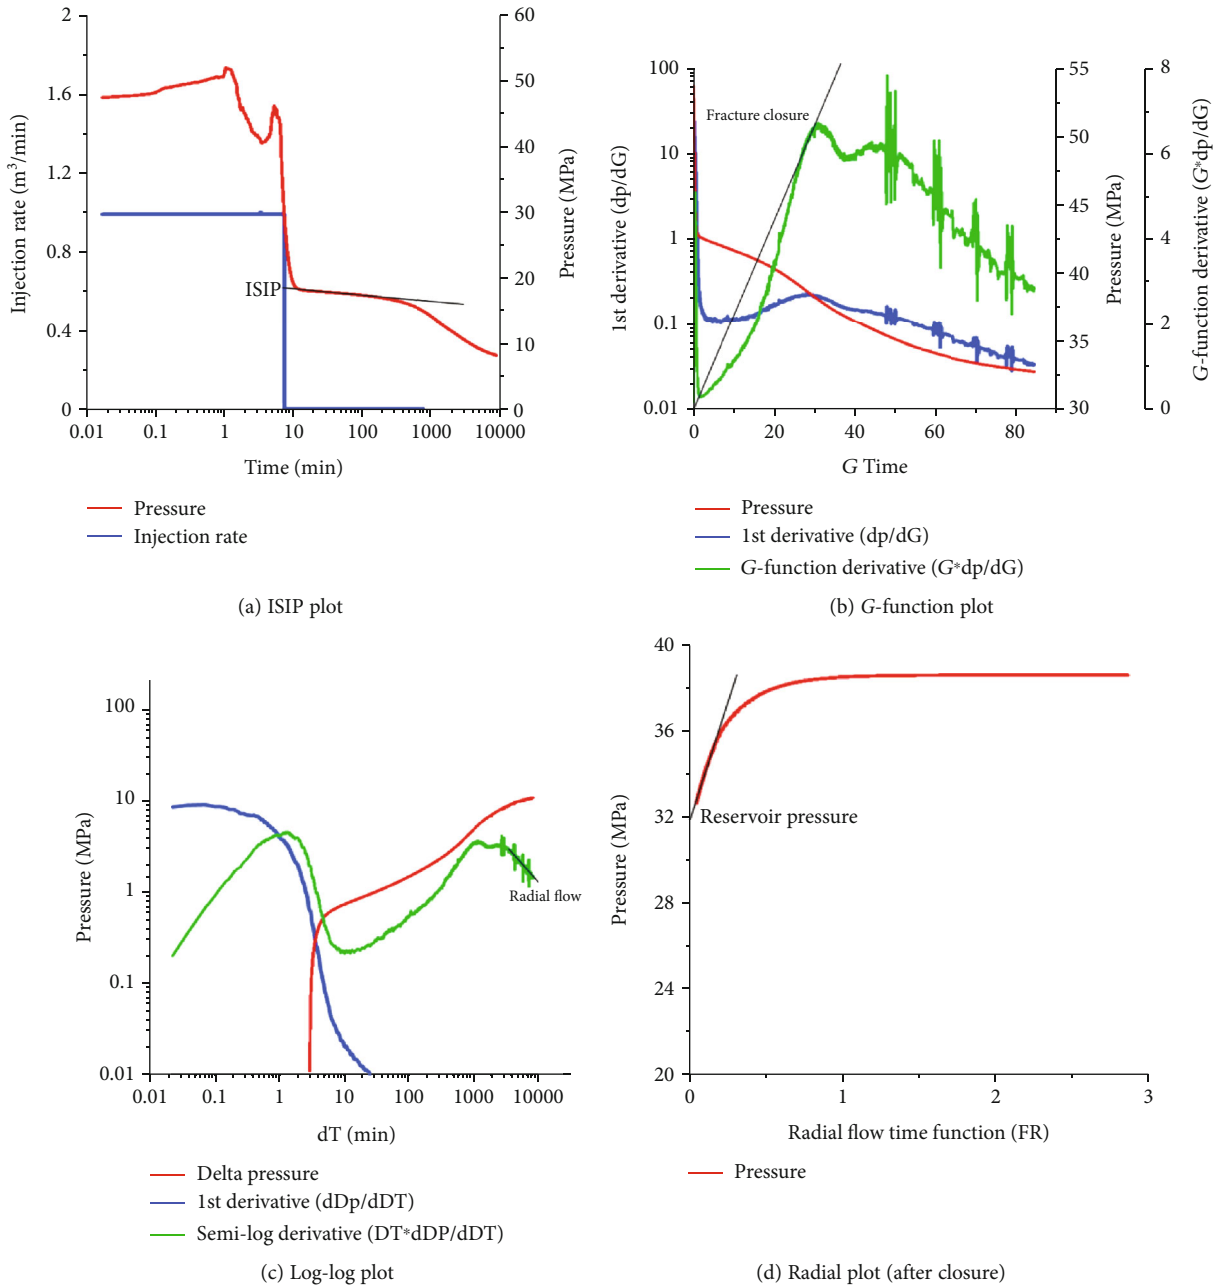 2
1.6
1.2
0.8
0.4
0
Injection rate (m³/min)
60
50
40
30
20
10
0
Pressure (MPa)
ISIP
0.01 0.1 1 10 100 1000 10000
Time (min)
Pressure
Injection rate
(a) ISIP plot
100
10
1
0.1
0.01
1st derivative (dp/dG)
Fracture closure
55
50
45
40
35
30
Pressure (MPa)
8
6
4
2
0
G-function derivative (G*dp/dG)
0 20 40 60 80
G Time
Pressure
1st derivative (dp/dG)
G-function derivative (G*dp/dG)
(b) G-function plot
100
10
1
0.1
0.01
Pressure (MPa)
Radial flow
0.01 0.1 1 10 100 1000 10000
dT (min)
Delta pressure
1st derivative (dDp/dDT)
Semi-log derivative (DT*dDP/dDT)
(c) Log-log plot
40
36
32
28
24
20
Pressure (MPa)
Reservoir pressure
0 1 2 3
Radial flow time function (FR)
Pressure
(d) Radial plot (after closure)